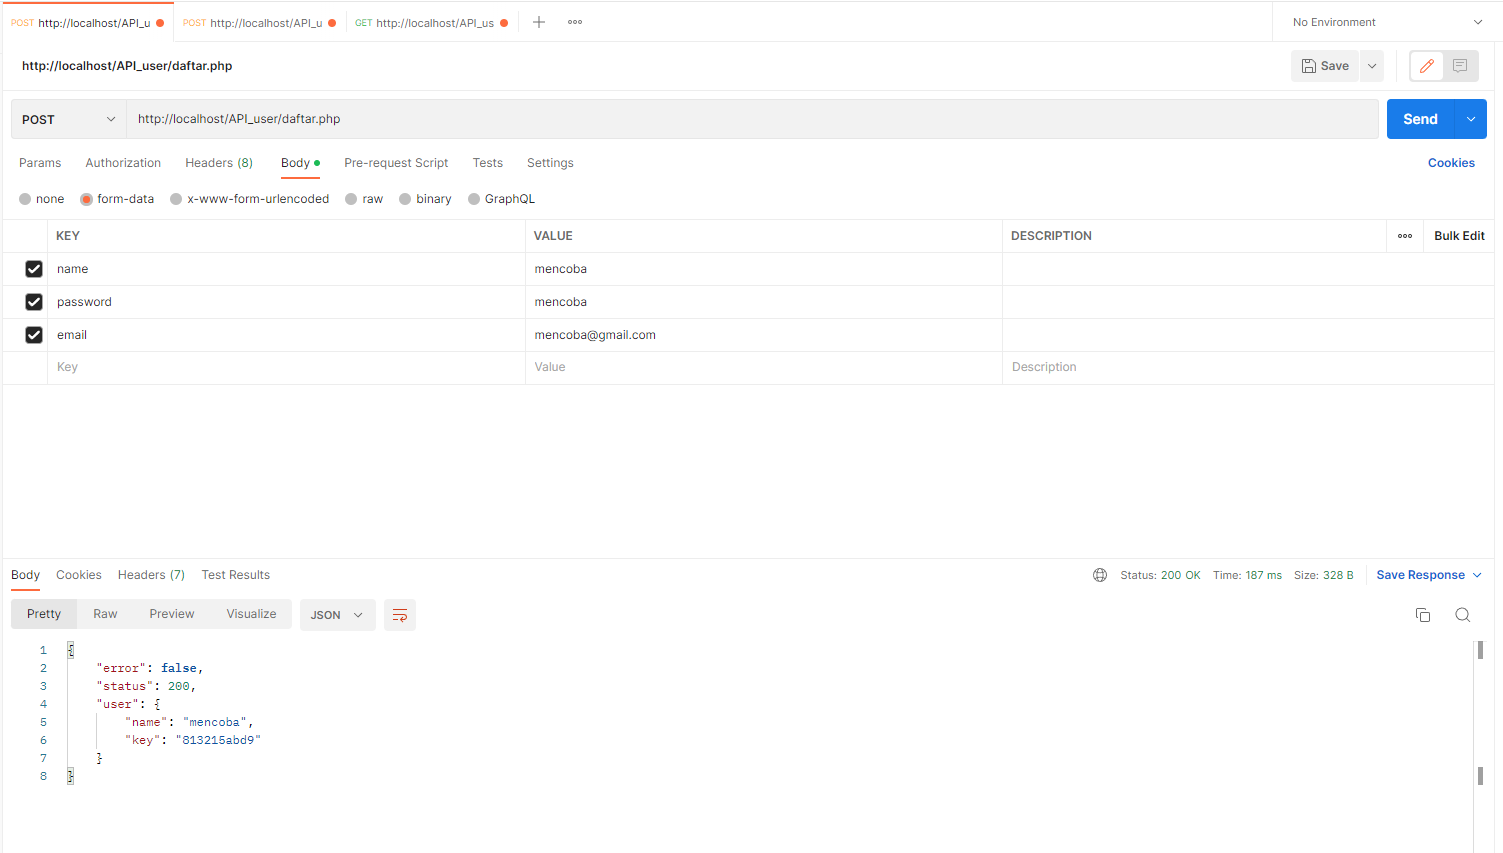 POST http://localhost/API_u POST http://localhost/API_u GET http://localhost/API_us No Environment
http://localhost/API_user/daftar.php Save
POST http://localhost/API_user/daftar.php Send
Params Authorization Headers (8) Body Pre-request Script Tests Settings Cookies
none form-data x-www-form-urlencoded raw binary GraphQL
KEY VALUE DESCRIPTION Bulk Edit
name mencoba
password mencoba
email mencoba@gmail.com
Key Value Description
Body Cookies Headers (7) Test Results Status: 200 OK Time: 187 ms Size: 328 B Save Response
Pretty Raw Preview Visualize JSON
1 {
2 "error": false,
3 "status": 200,
4 "user": {
5 "name": "mencoba",
6 "key": "813215abd9"
7 }
8 }